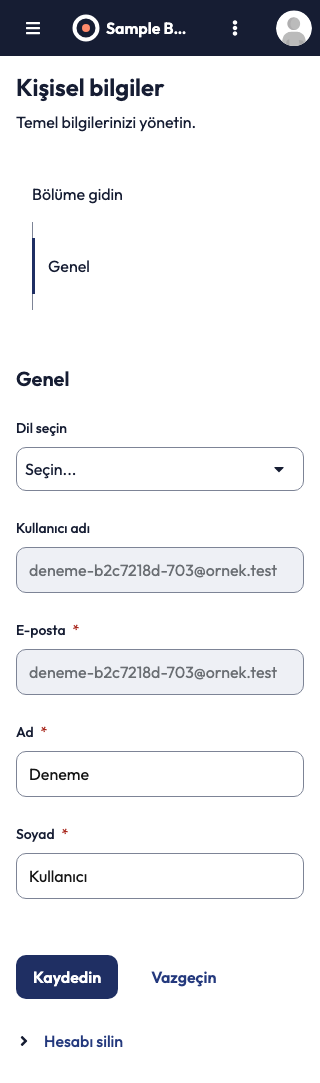 Sample B...
Kişisel bilgiler
Temel bilgilerinizi yönetin.
Bölüme gidin
Genel
Genel
Dil seçin
Seçin...
Kullanıcı adı
deneme-b2c7218d-703@ornek.test
E-posta *
deneme-b2c7218d-703@ornek.test
Ad *
Deneme
Soyad *
Kullanıcı
Kaydedin
Vazgeçin
Hesabı silin